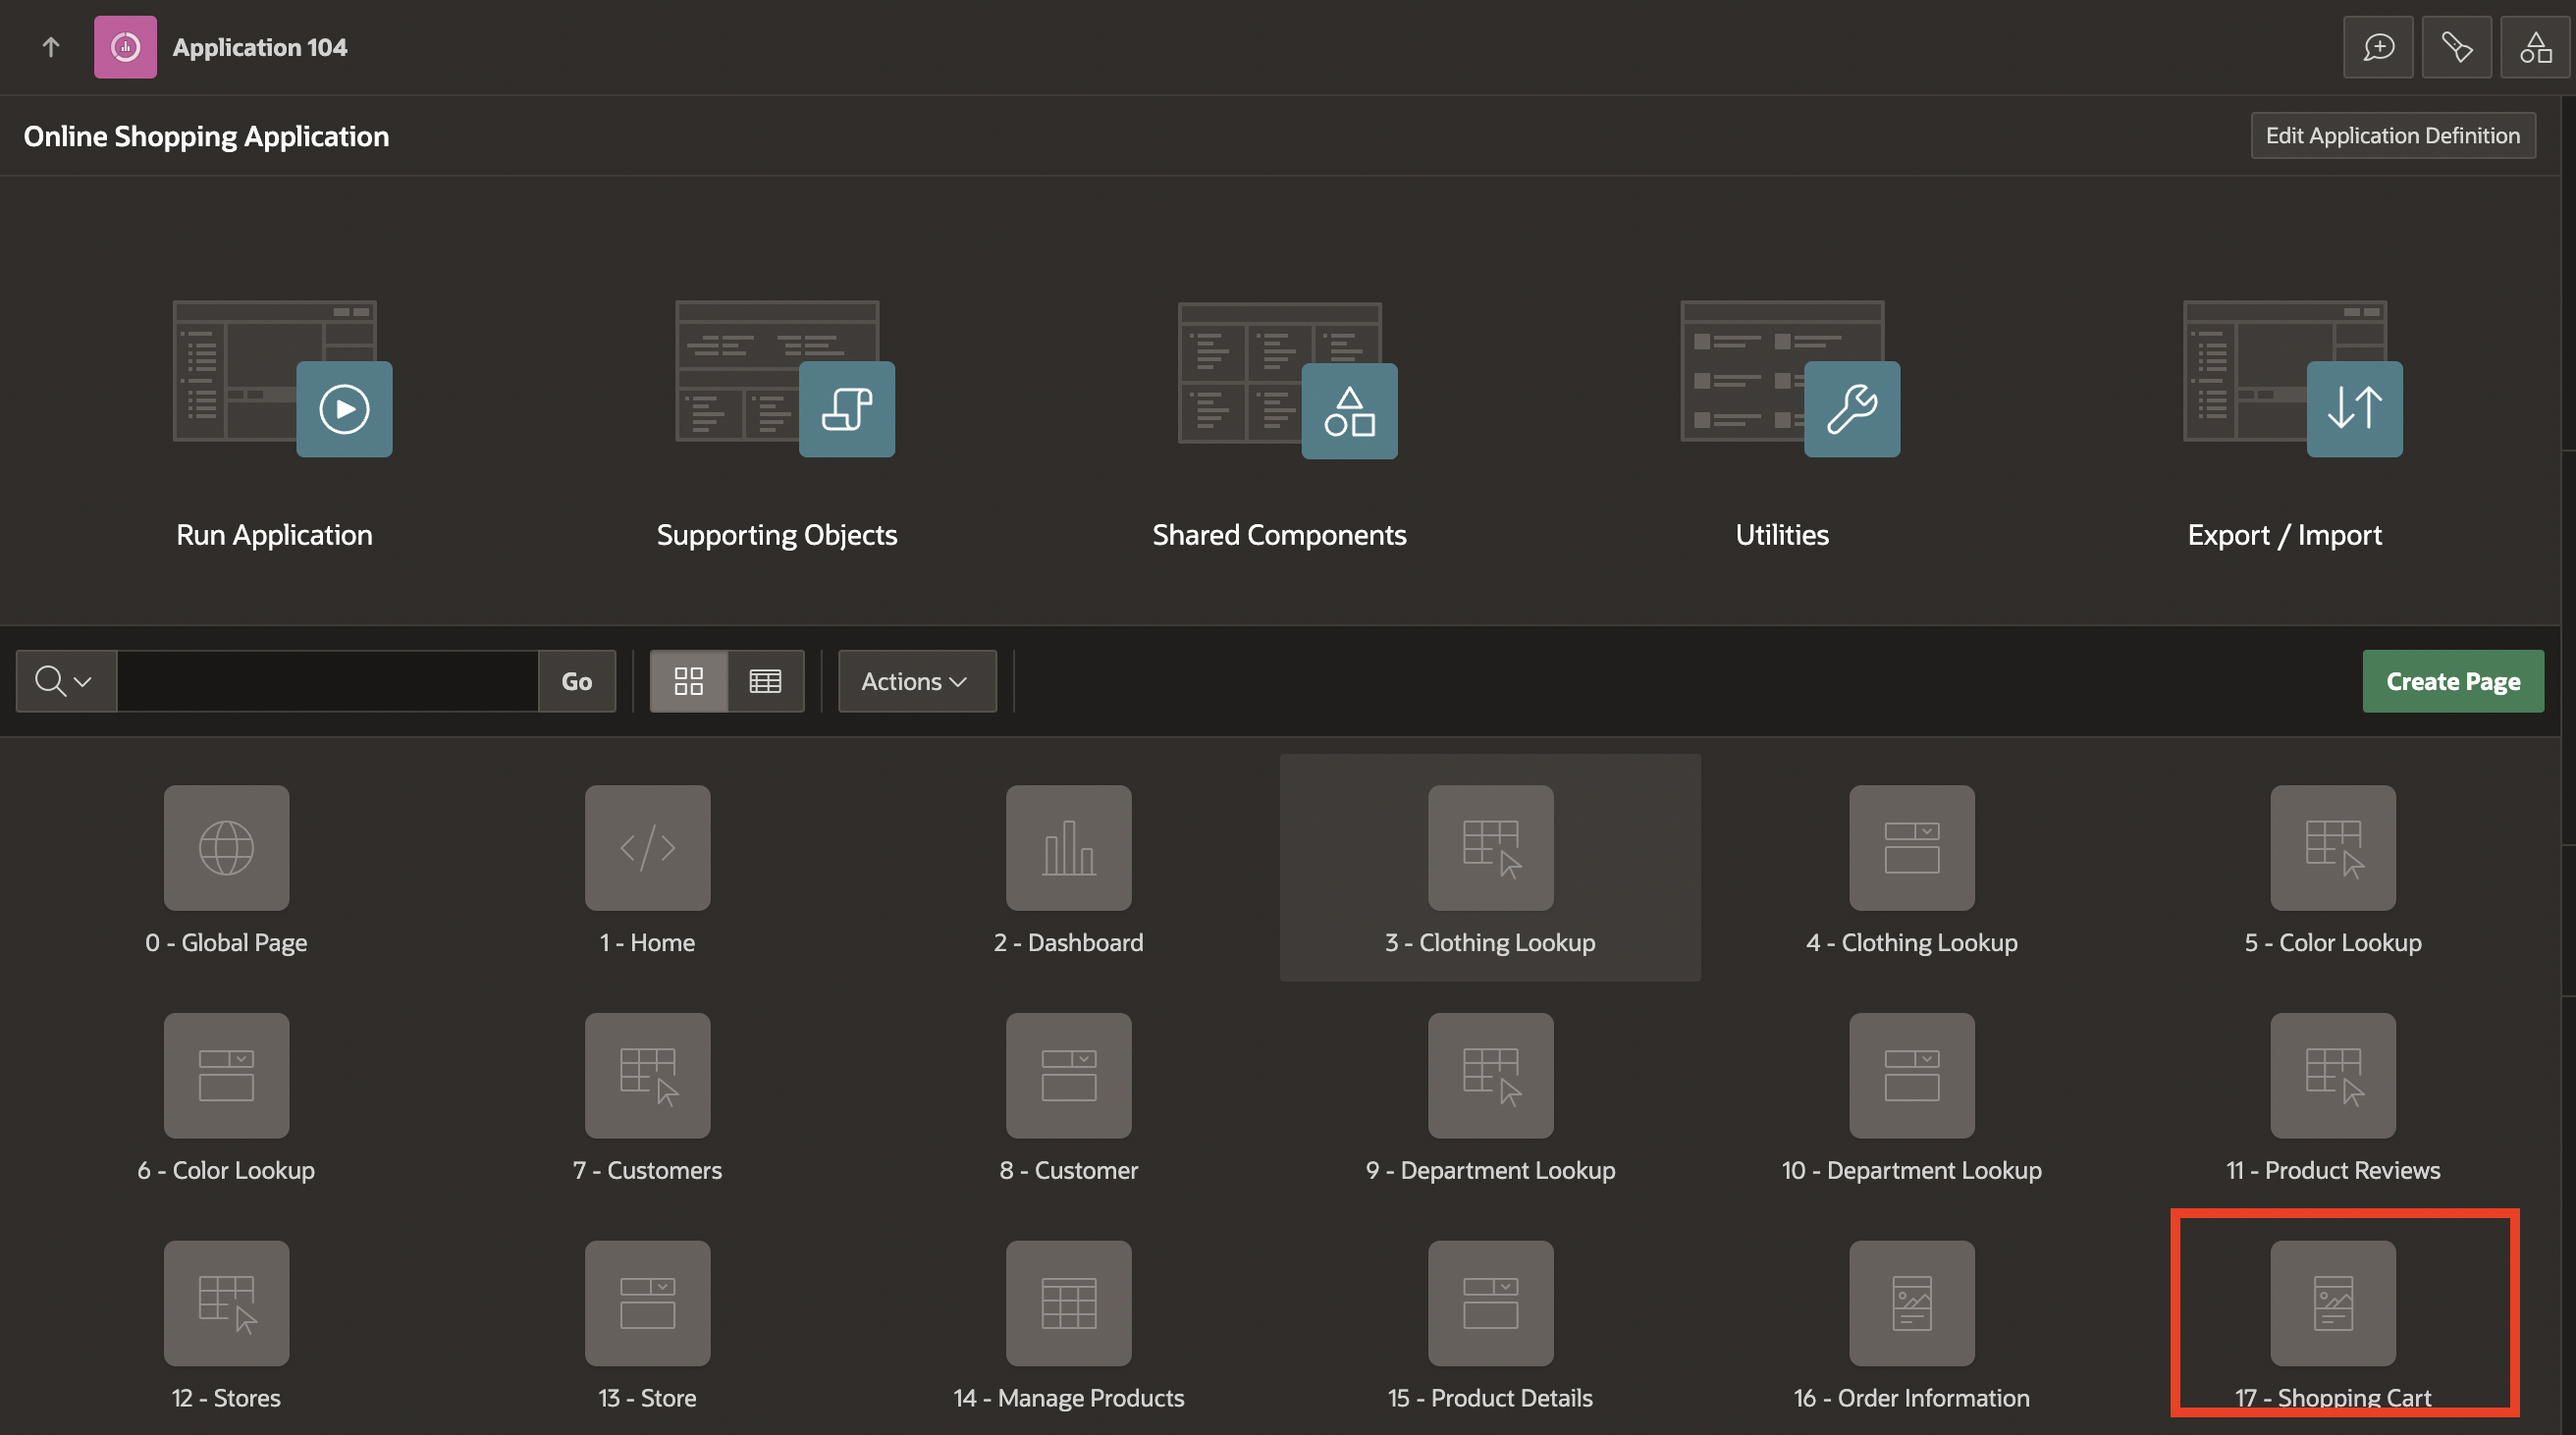 Application 104
Online Shopping Application
Edit Application Definition
Run Application
Supporting Objects
Shared Components
Utilities
Export / Import
Go
Actions
Create Page
0 - Global Page
1 - Home
2 - Dashboard
3 - Clothing Lookup
4 - Clothing Lookup
5 - Color Lookup
6 - Color Lookup
7 - Customers
8 - Customer
9 - Department Lookup
10 - Department Lookup
11 - Product Reviews
12 - Stores
13 - Store
14 - Manage Products
15 - Product Details
16 - Order Information
17 - Shopping Cart